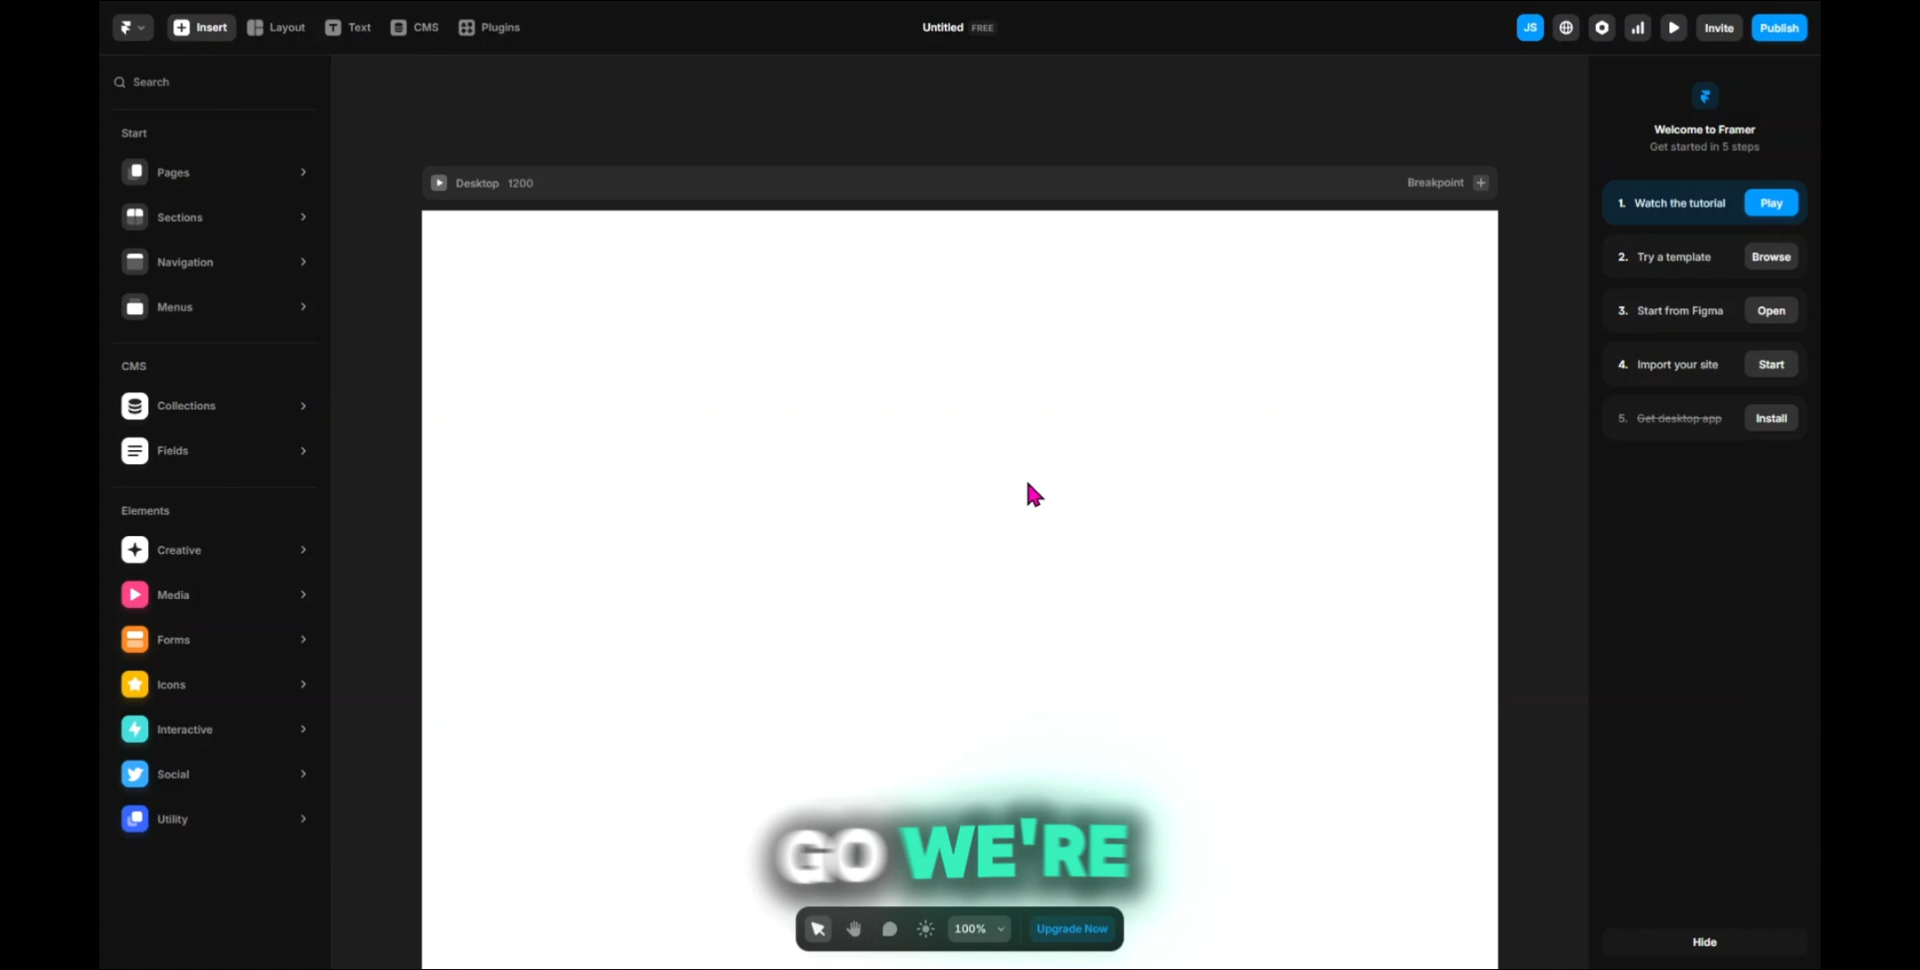 Insert
Layout
Text
CMS
Plugins
Untitled FREE
JS
Invite
Publish
Search
Start
Pages
Sections
Navigation
Menus
CMS
Collections
Fields
Elements
Creative
Media
Forms
Icons
Interactive
Social
Utility
Desktop 1200
Breakpoint
GO WE'RE
100%
Upgrade Now
Welcome to Framer
Get started in 5 steps
1. Watch the tutorial Play
2. Try a template Browse
3. Start from Figma Open
4. Import your site Start
5. Get desktop app Install
Hide